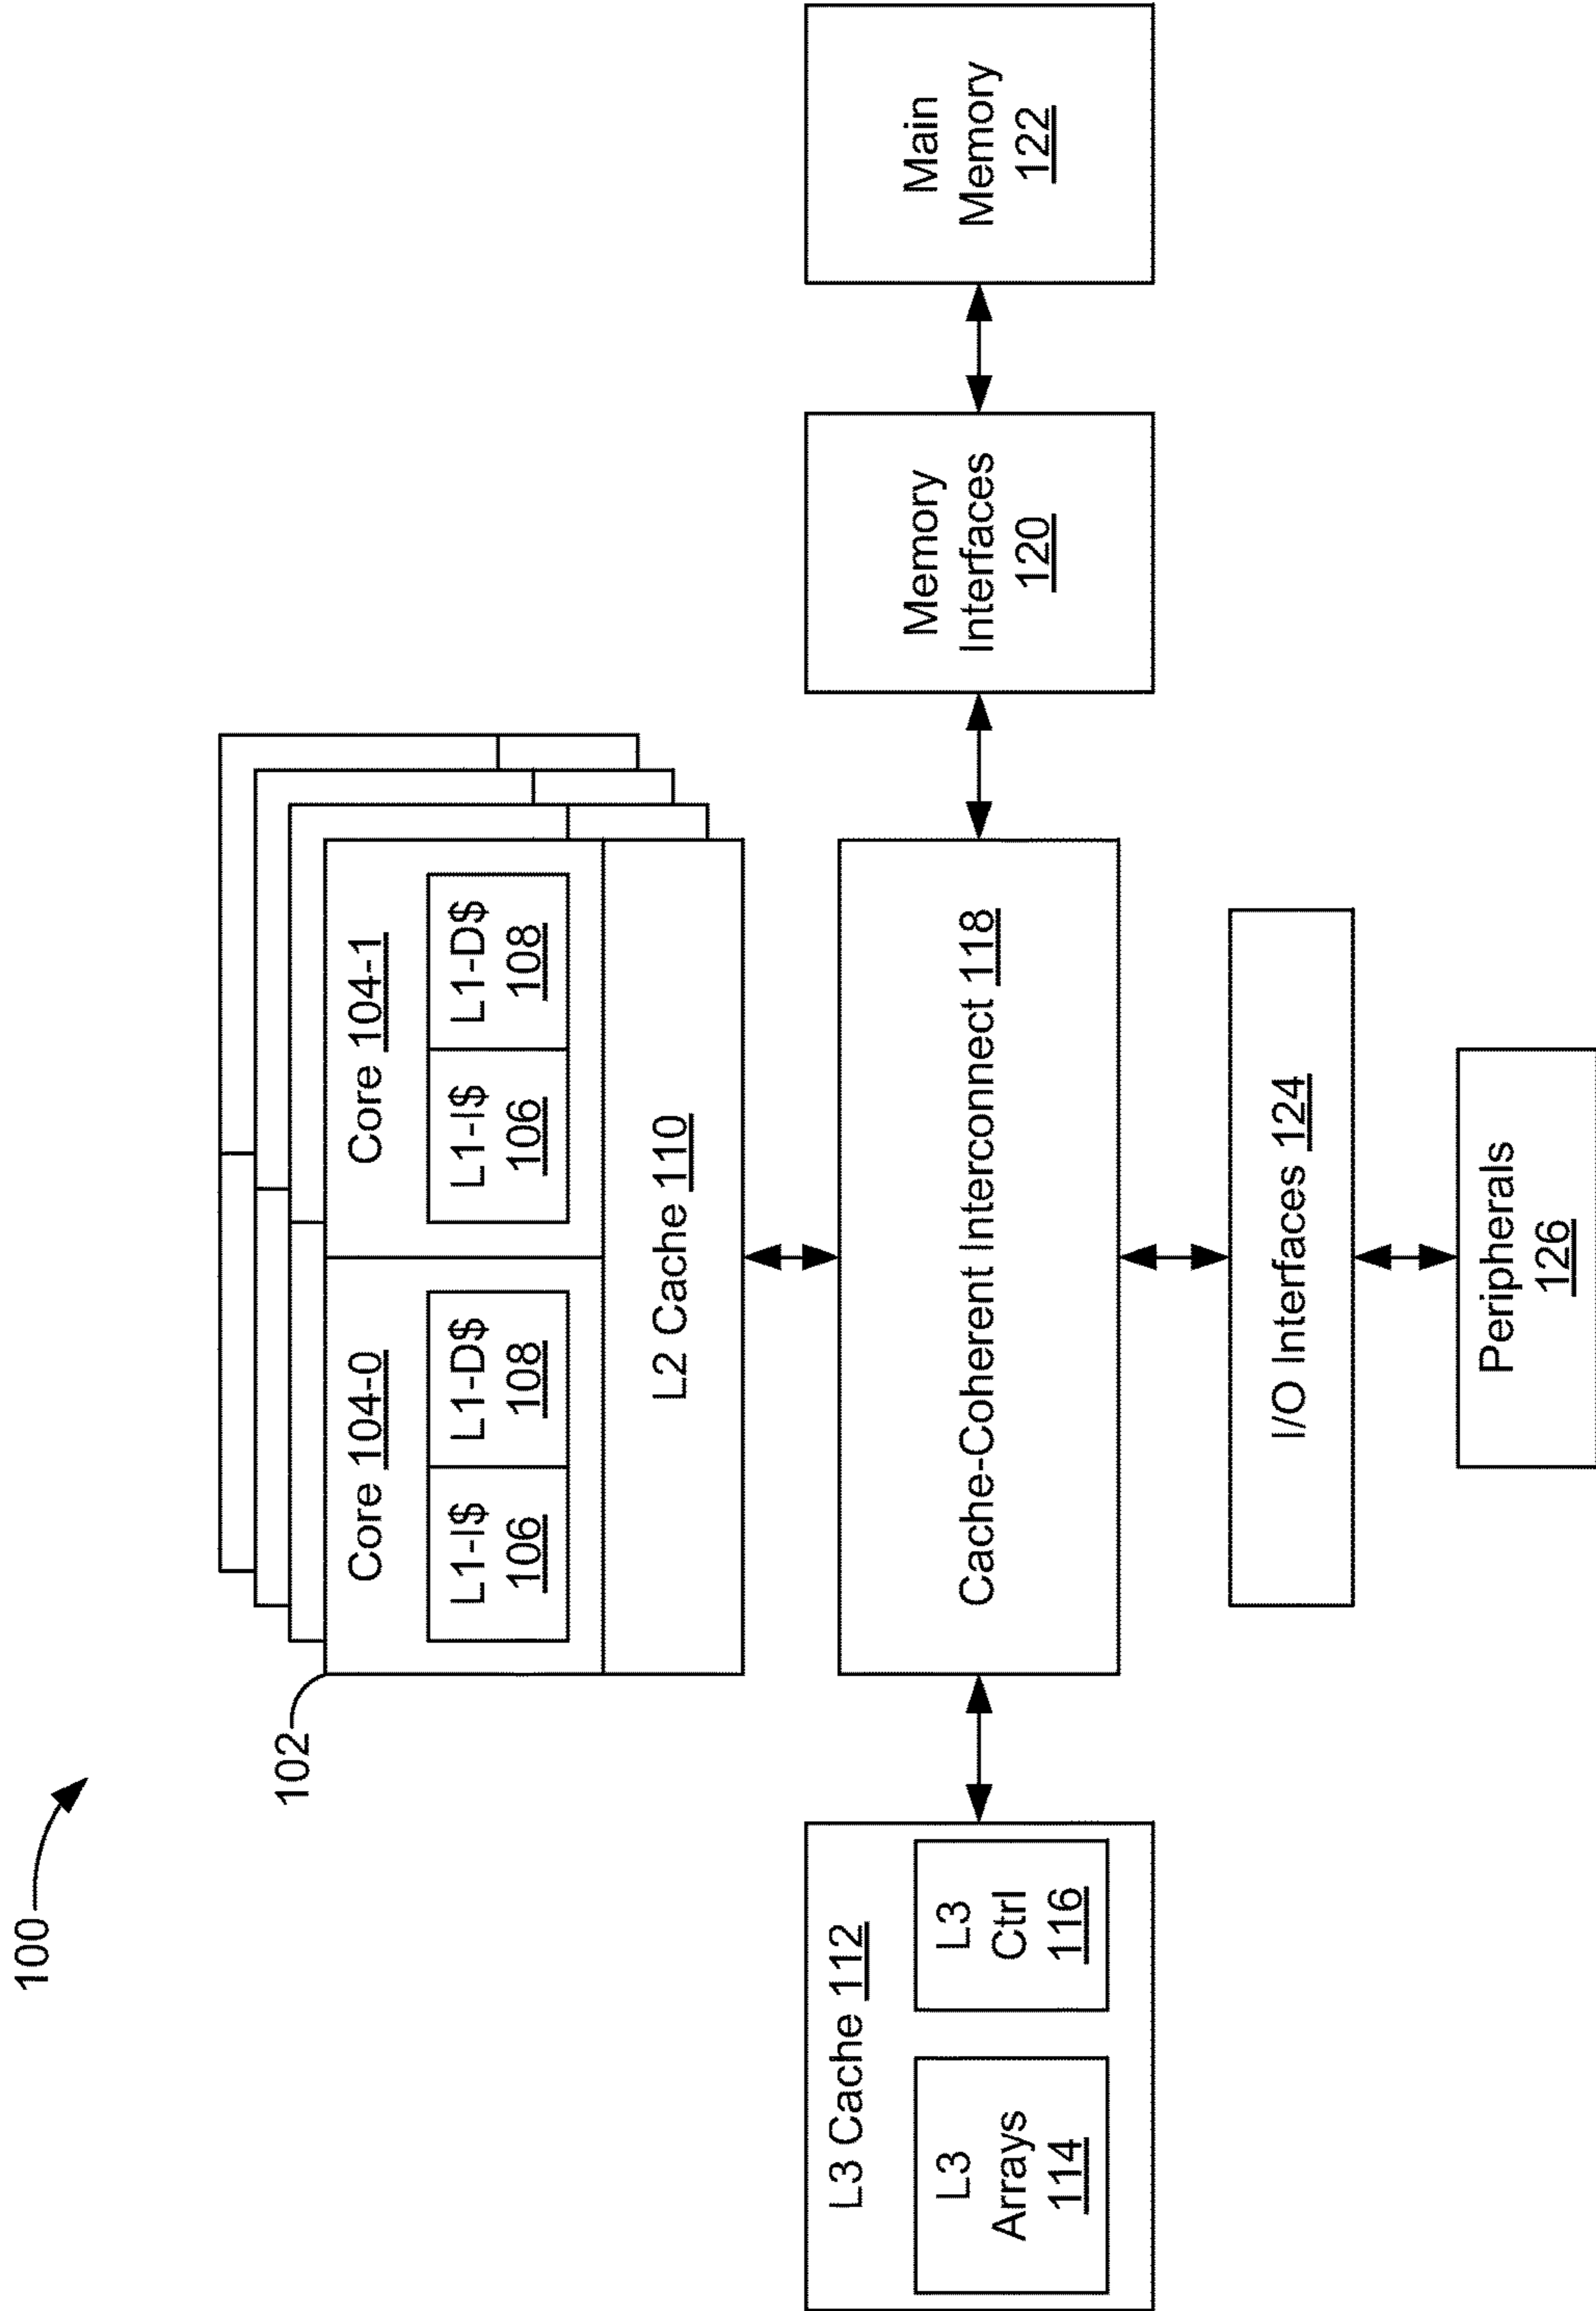 100
102
Core 104-0
L1-I$
106
L1-D$
108
Core 104-1
L1-I$
106
L1-D$
108
L2 Cache 110
L3 Cache 112
L3
Arrays
114
L3
Ctrl
116
Cache-Coherent Interconnect 118
Memory
Interfaces
120
Main
Memory
122
I/O Interfaces 124
Peripherals
126